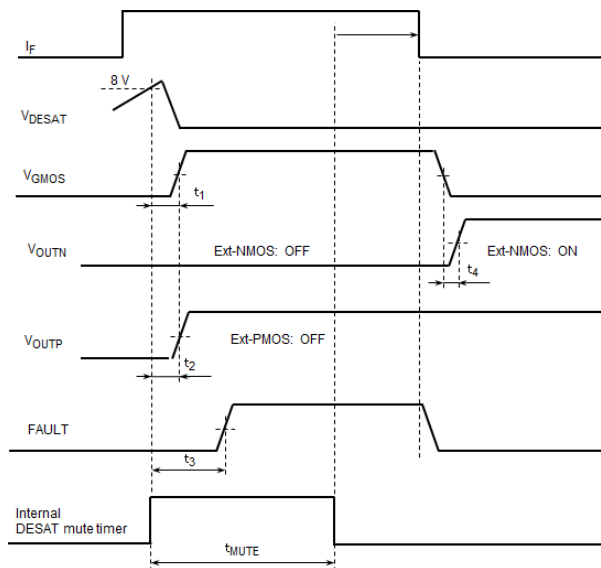 IF
8 V
VDESAT
VGMOS
t1
VOUTN
Ext-NMOS: OFF
Ext-NMOS: ON
t4
VOUTP
Ext-PMOS: OFF
t2
FAULT
t3
Internal
DESAT mute timer
tMUTE